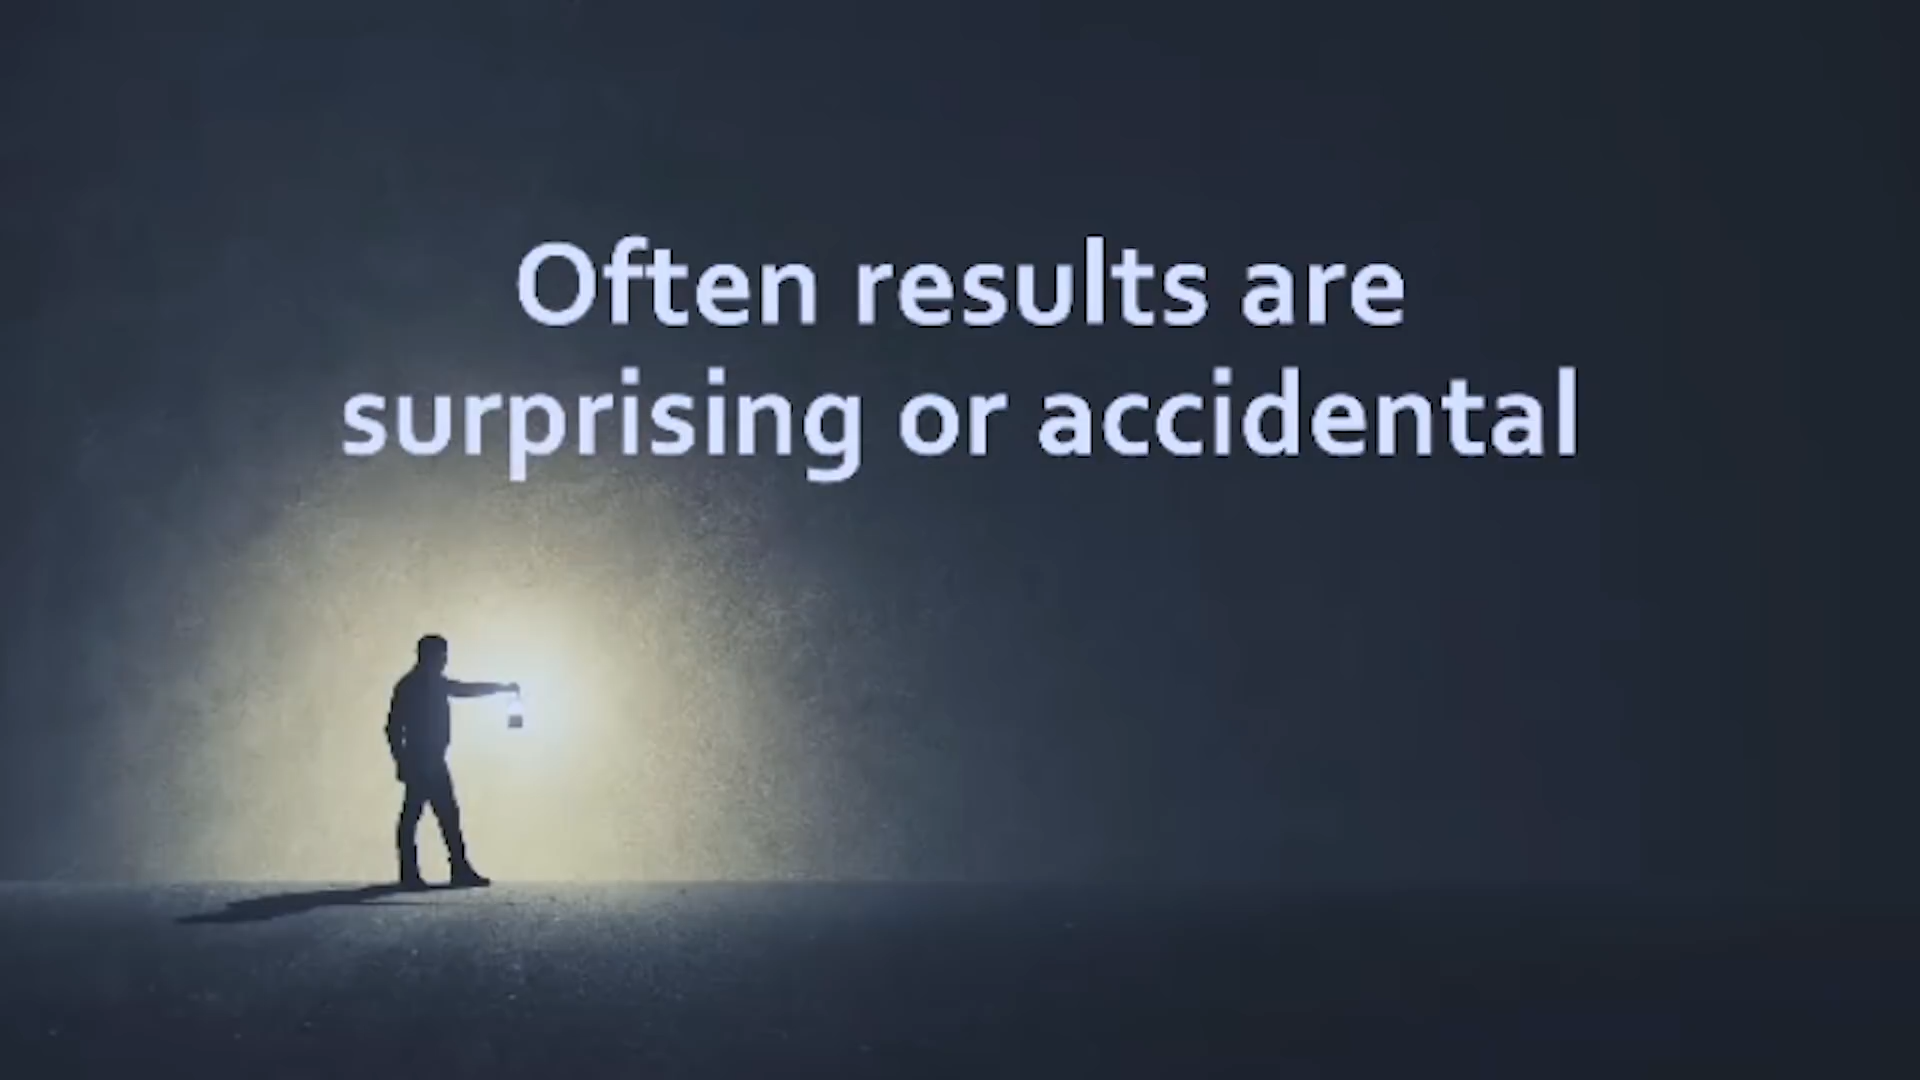 Often results are
surprising or accidental